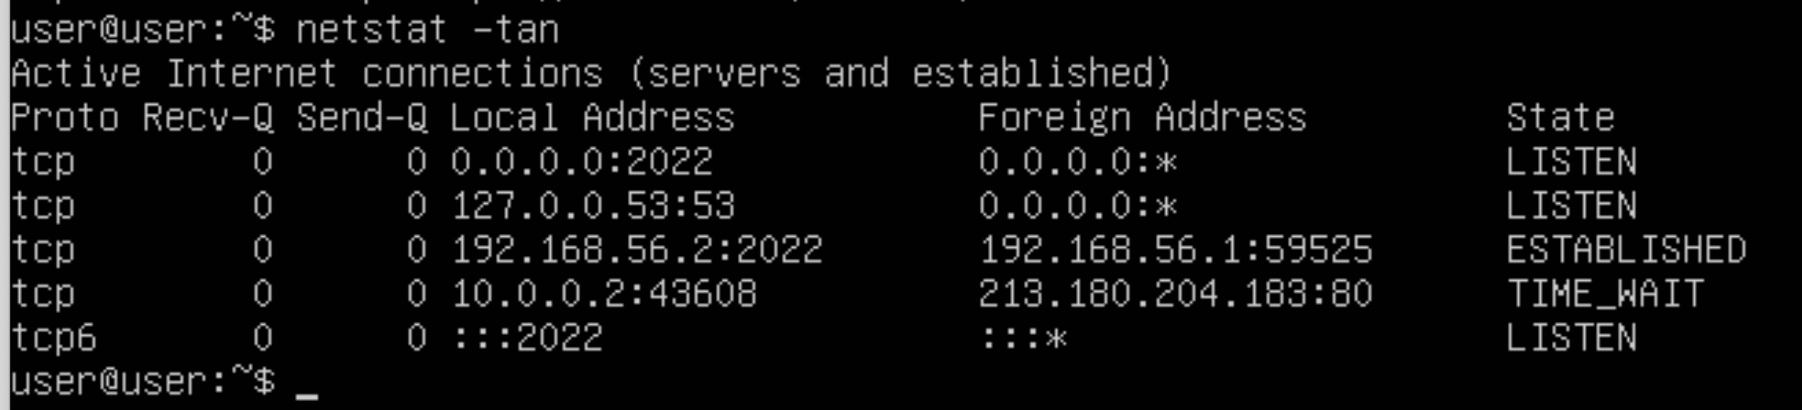 user@user:~$ netstat -tan
Active Internet connections (servers and established)
Proto Recv-Q Send-Q Local Address           Foreign Address         State
tcp        0      0 0.0.0.0:2022            0.0.0.0:*               LISTEN
tcp        0      0 127.0.0.53:53           0.0.0.0:*               LISTEN
tcp        0      0 192.168.56.2:2022       192.168.56.1:59525      ESTABLISHED
tcp        0      0 10.0.0.2:43608          213.180.204.183:80      TIME_WAIT
tcp6       0      0 :::2022                 :::*                    LISTEN
user@user:~$ _